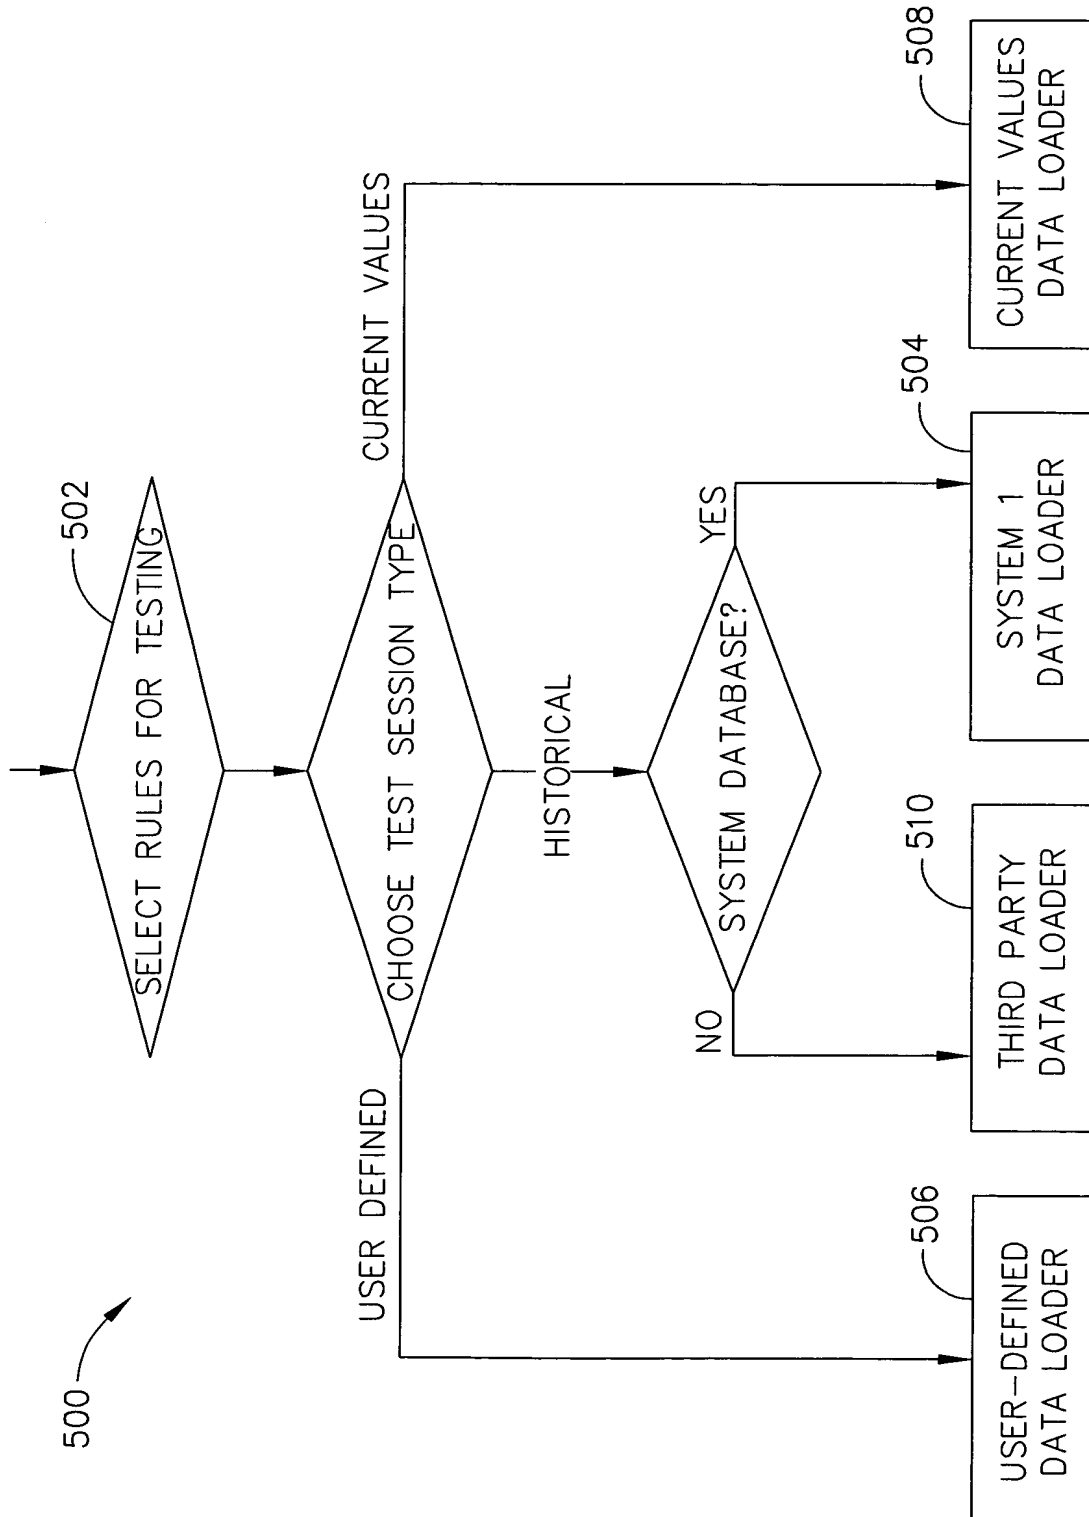 500
SELECT RULES FOR TESTING
502
CHOOSE TEST SESSION TYPE
USER DEFINED
CURRENT VALUES
HISTORICAL
SYSTEM DATABASE?
NO
YES
USER-DEFINED
DATA LOADER
506
THIRD PARTY
DATA LOADER
510
SYSTEM 1
DATA LOADER
504
CURRENT VALUES
DATA LOADER
508